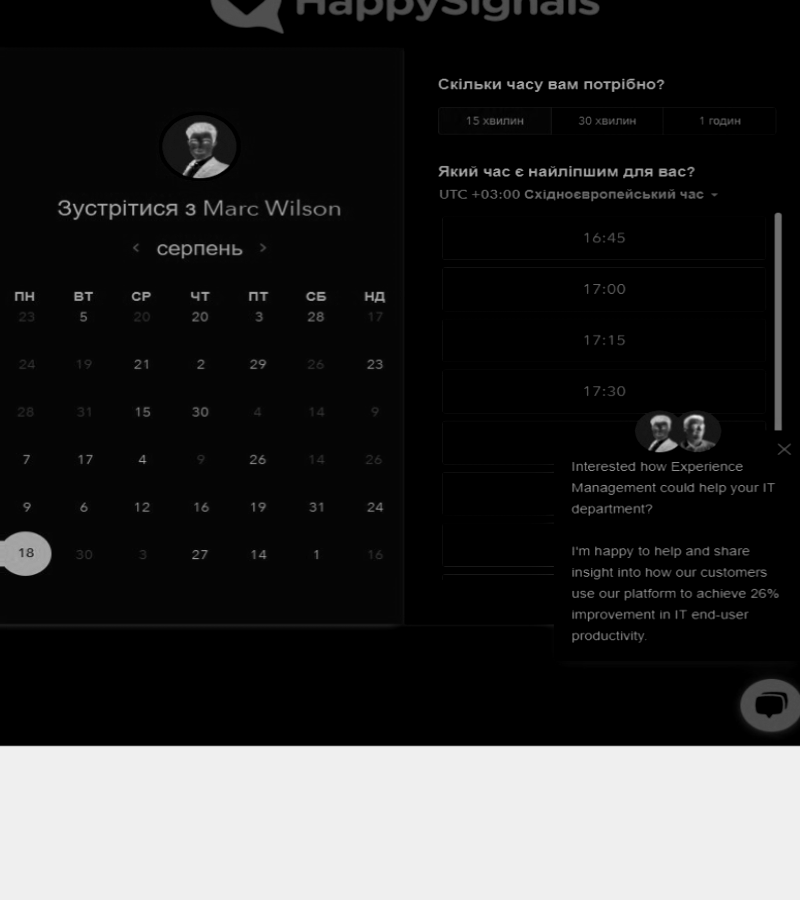 HappySignals
Зустрітися з Marc Wilson
серпень
ПН ВТ СР ЧТ ПТ СБ НД
23 5 20 20 3 28 17
24 19 21 2 29 26 23
28 31 15 30 4 14 9
7 17 4 9 26 14 26
9 6 12 16 19 31 24
18 30 3 27 14 1 16
Скільки часу вам потрібно?
15 хвилин 30 хвилин 1 годин
Який час є найліпшим для вас?
UTC +03:00 Східноєвропейський час
16:45
17:00
17:15
17:30
Interested how Experience
Management could help your IT
department?
I'm happy to help and share
insight into how our customers
use our platform to achieve 26%
improvement in IT end-user
productivity.